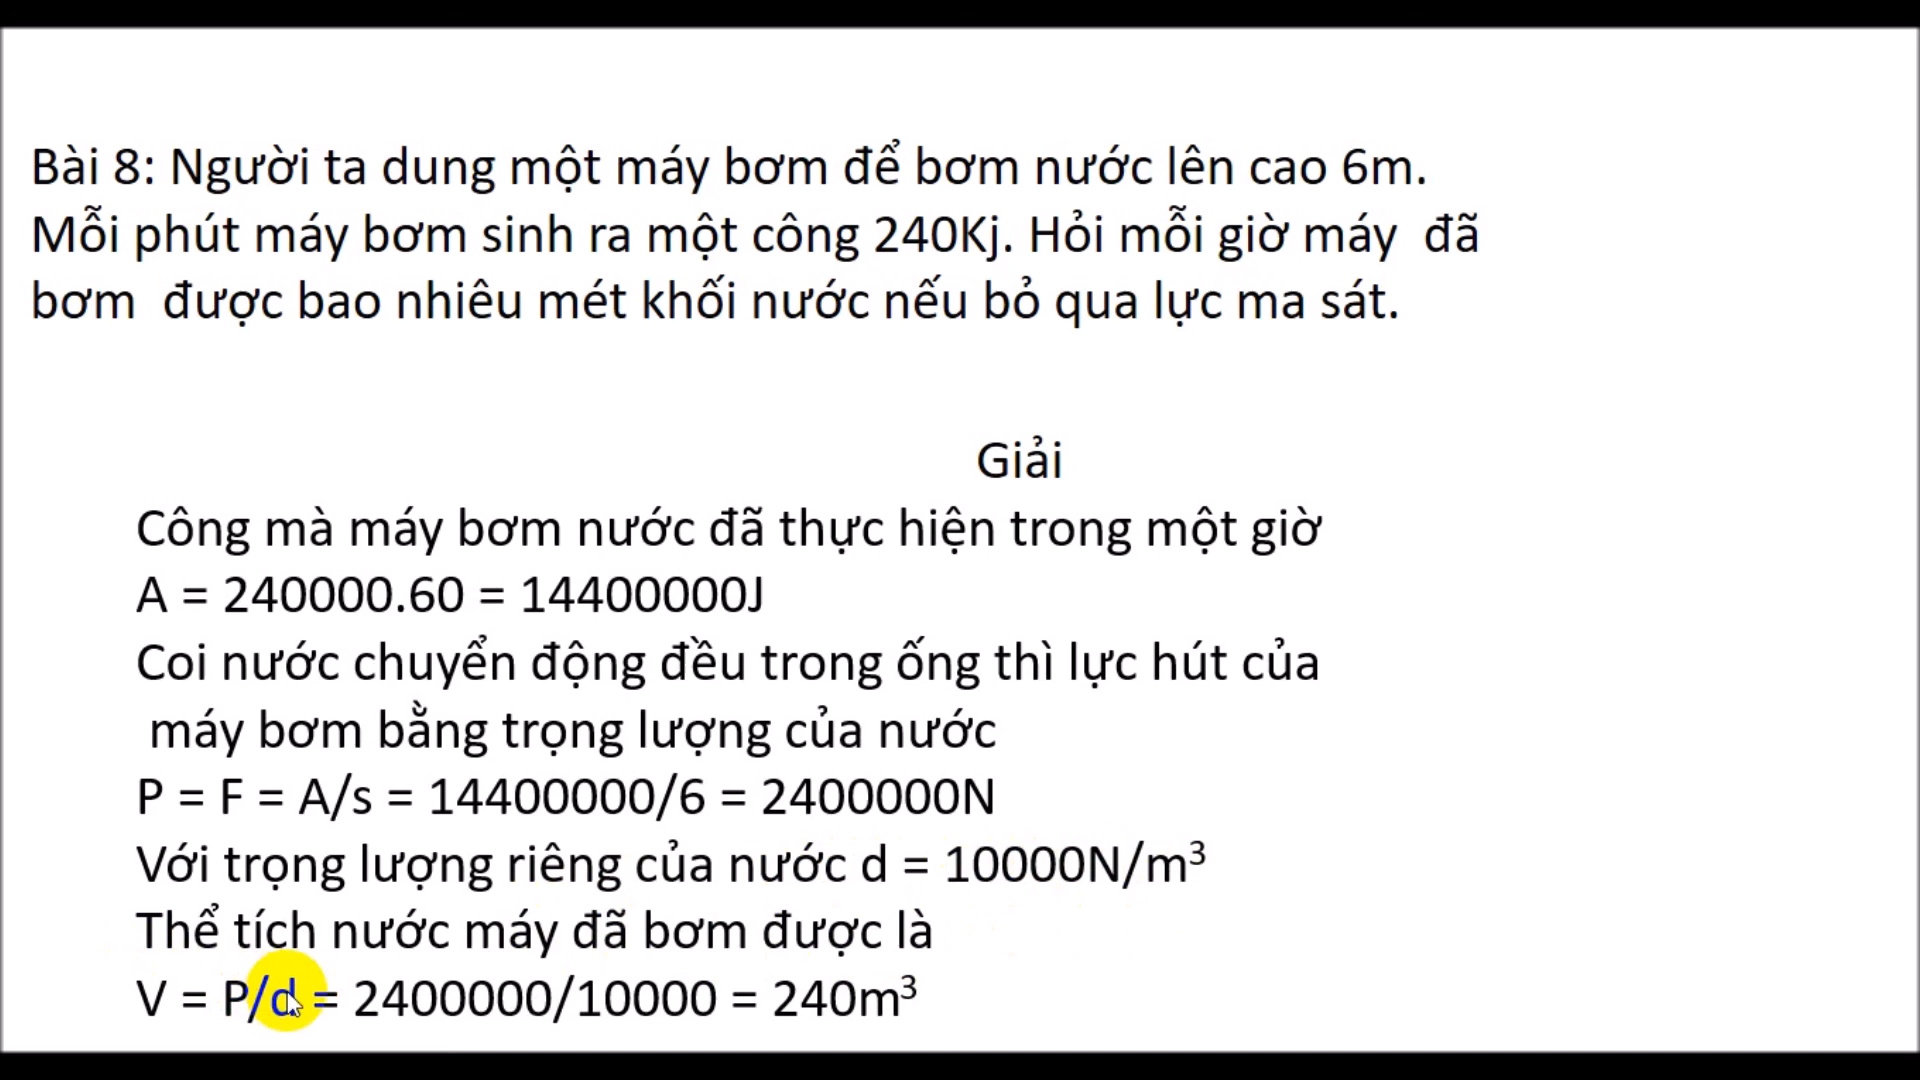 Bài 8: Người ta dung một máy bơm để bơm nước lên cao 6m.
Mỗi phút máy bơm sinh ra một công 240Kj. Hỏi mỗi giờ máy đã
bơm được bao nhiêu mét khối nước nếu bỏ qua lực ma sát.
Giải
Công mà máy bơm nước đã thực hiện trong một giờ
A = 240000.60 = 14400000J
Coi nước chuyển động đều trong ống thì lực hút của
máy bơm bằng trọng lượng của nước
P = F = A/s = 14400000/6 = 2400000N
Với trọng lượng riêng của nước d = 10000N/m³
Thể tích nước máy đã bơm được là
V = P/d = 2400000/10000 = 240m³